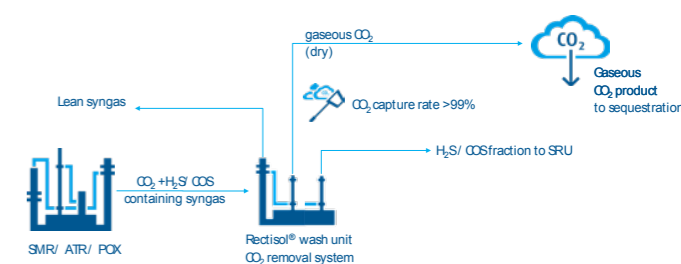 gaseous CO₂
(dry)
CO₂
Gaseous
CO₂ product
to sequestration
Lean syngas
CO₂ capture rate >99%
H₂S / COS fraction to SRU
CO₂ +H₂S/ COS
containing syngas
SMR/ ATR/ POX
Rectisol® wash unit
CO₂ removal system